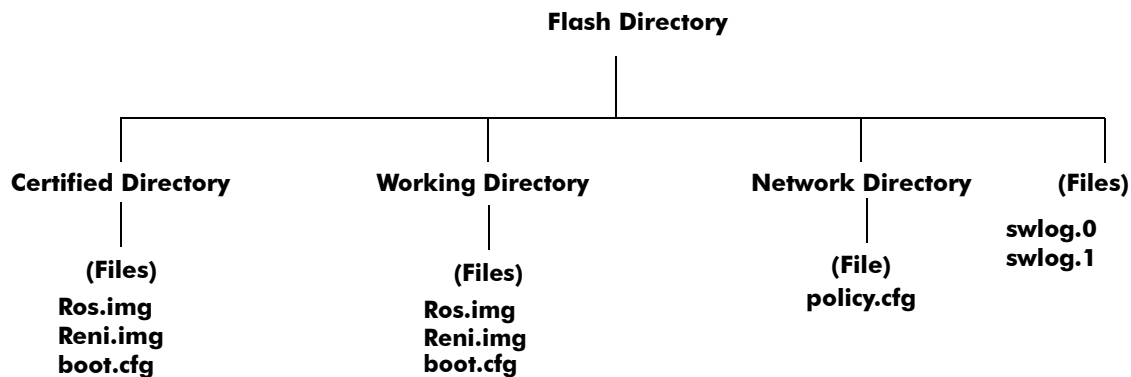 Flash Directory
Certified Directory
Working Directory
Network Directory
(Files)
swlog.0
swlog.1
(Files)
Ros.img
Reni.img
boot.cfg
(Files)
Ros.img
Reni.img
boot.cfg
(File)
policy.cfg